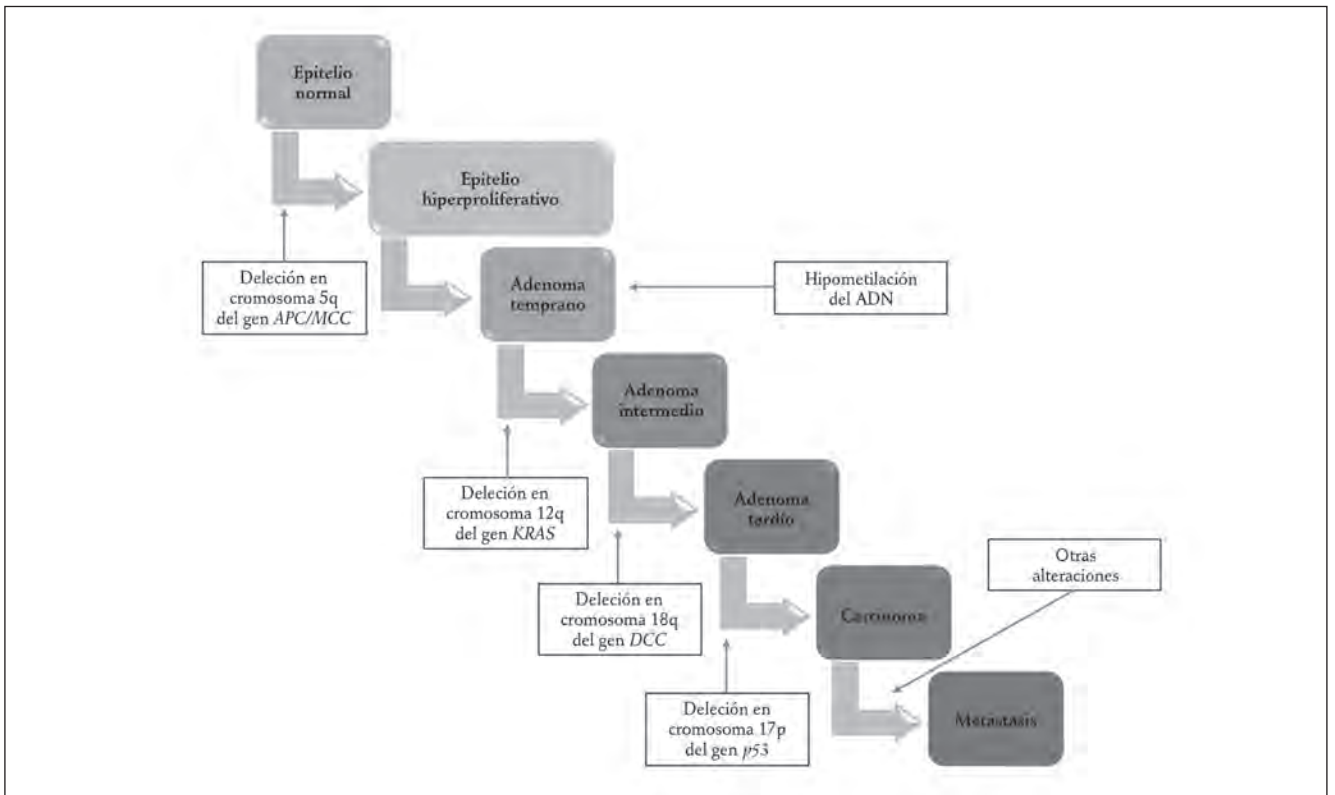 Epitelio
normal
Epitelio
hiperproliferativo
Deleción en
cromosoma 5q
del gen APC/MCC
Adenoma
temprano
Hipometilación
del ADN
Adenoma
intermedio
Deleción en
cromosoma 12q
del gen KRAS
Adenoma
tardío
Otras
alteraciones
Deleción en
cromosoma 18q
del gen DCC
Carcinoma
Deleción en
cromosoma 17p
del gen p53
Metástasis